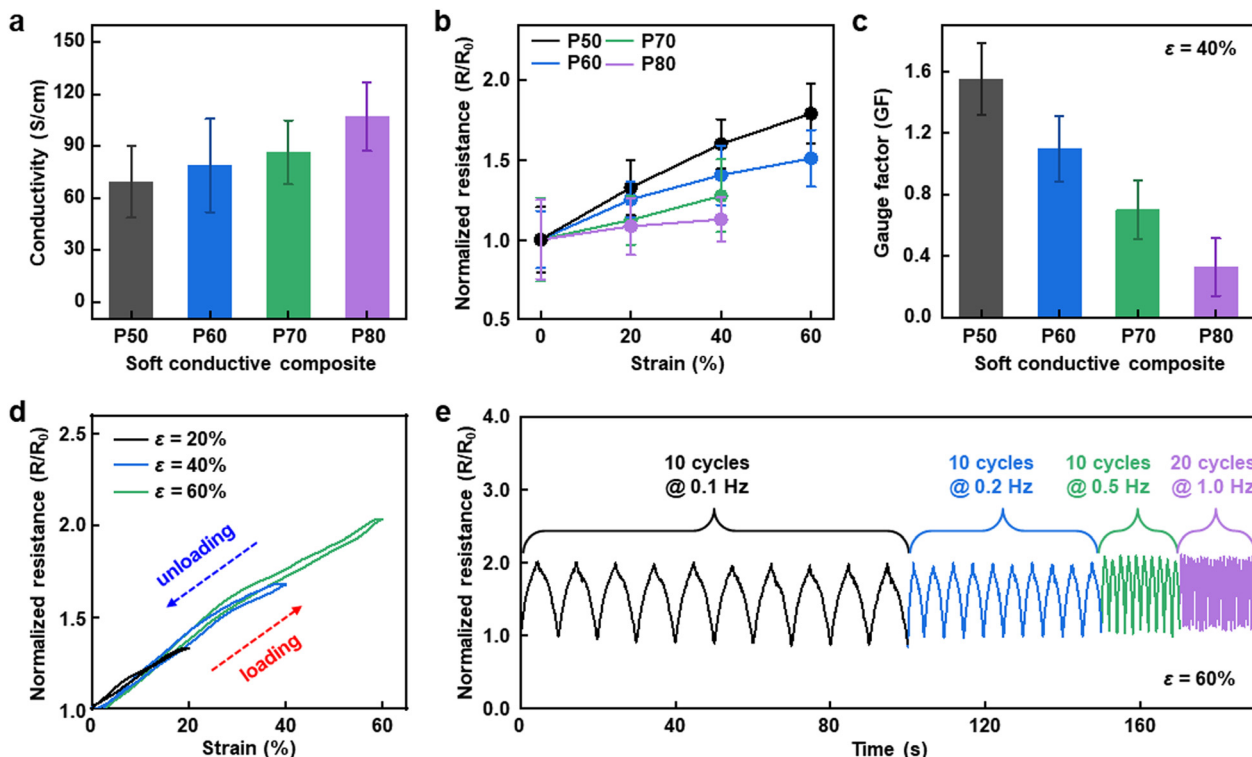 a
150
120
90
60
30
0
Conductivity (S/cm)
P50 P60 P70 P80
Soft conductive composite
b
P50 P70
P60 P80
2.0
1.5
1.0
0.5
Normalized resistance (R/R₀)
0 20 40 60
Strain (%)
c
ε = 40%
1.6
1.2
0.8
0.4
0.0
Gauge factor (GF)
P50 P60 P70 P80
Soft conductive composite
d
ε = 20%
ε = 40%
ε = 60%
2.5
2.0
1.5
1.0
Normalized resistance (R/R₀)
unloading
loading
0 20 40 60
Strain (%)
e
4.0
3.0
2.0
1.0
0.0
Normalized resistance (R/R₀)
10 cycles
@ 0.1 Hz
10 cycles
@ 0.2 Hz
10 cycles
@ 0.5 Hz
20 cycles
@ 1.0 Hz
ε = 60%
0 40 80 120 160
Time (s)